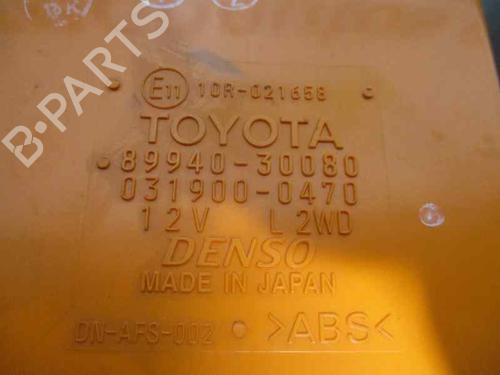 E11 10R-021658
TOYOTA
89940-30080
031900-0470
12V L 2WD
DENSO
MADE IN JAPAN
DN-AFS-002 >ABS<
B-PARTS